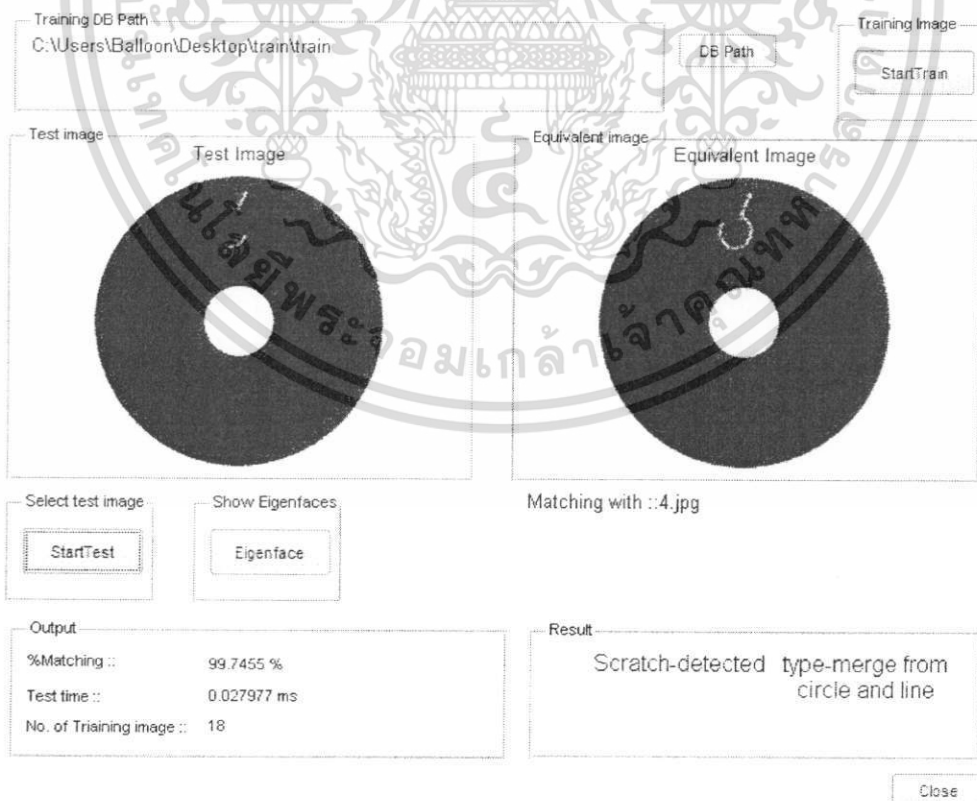 Training DB Path
C:\Users\Balloon\Desktop\train\train
DB Path
Training Image
StartTrain
Test image
Test Image
Equivalent image
Equivalent Image
Select test image
StartTest
Show Eigenfaces
Eigenface
Matching with ::4.jpg
Output
%Matching :: 99.7455 %
Test time :: 0.027977 ms
No. of Triaining image :: 18
Result
Scratch-detected type-merge from
circle and line
Close